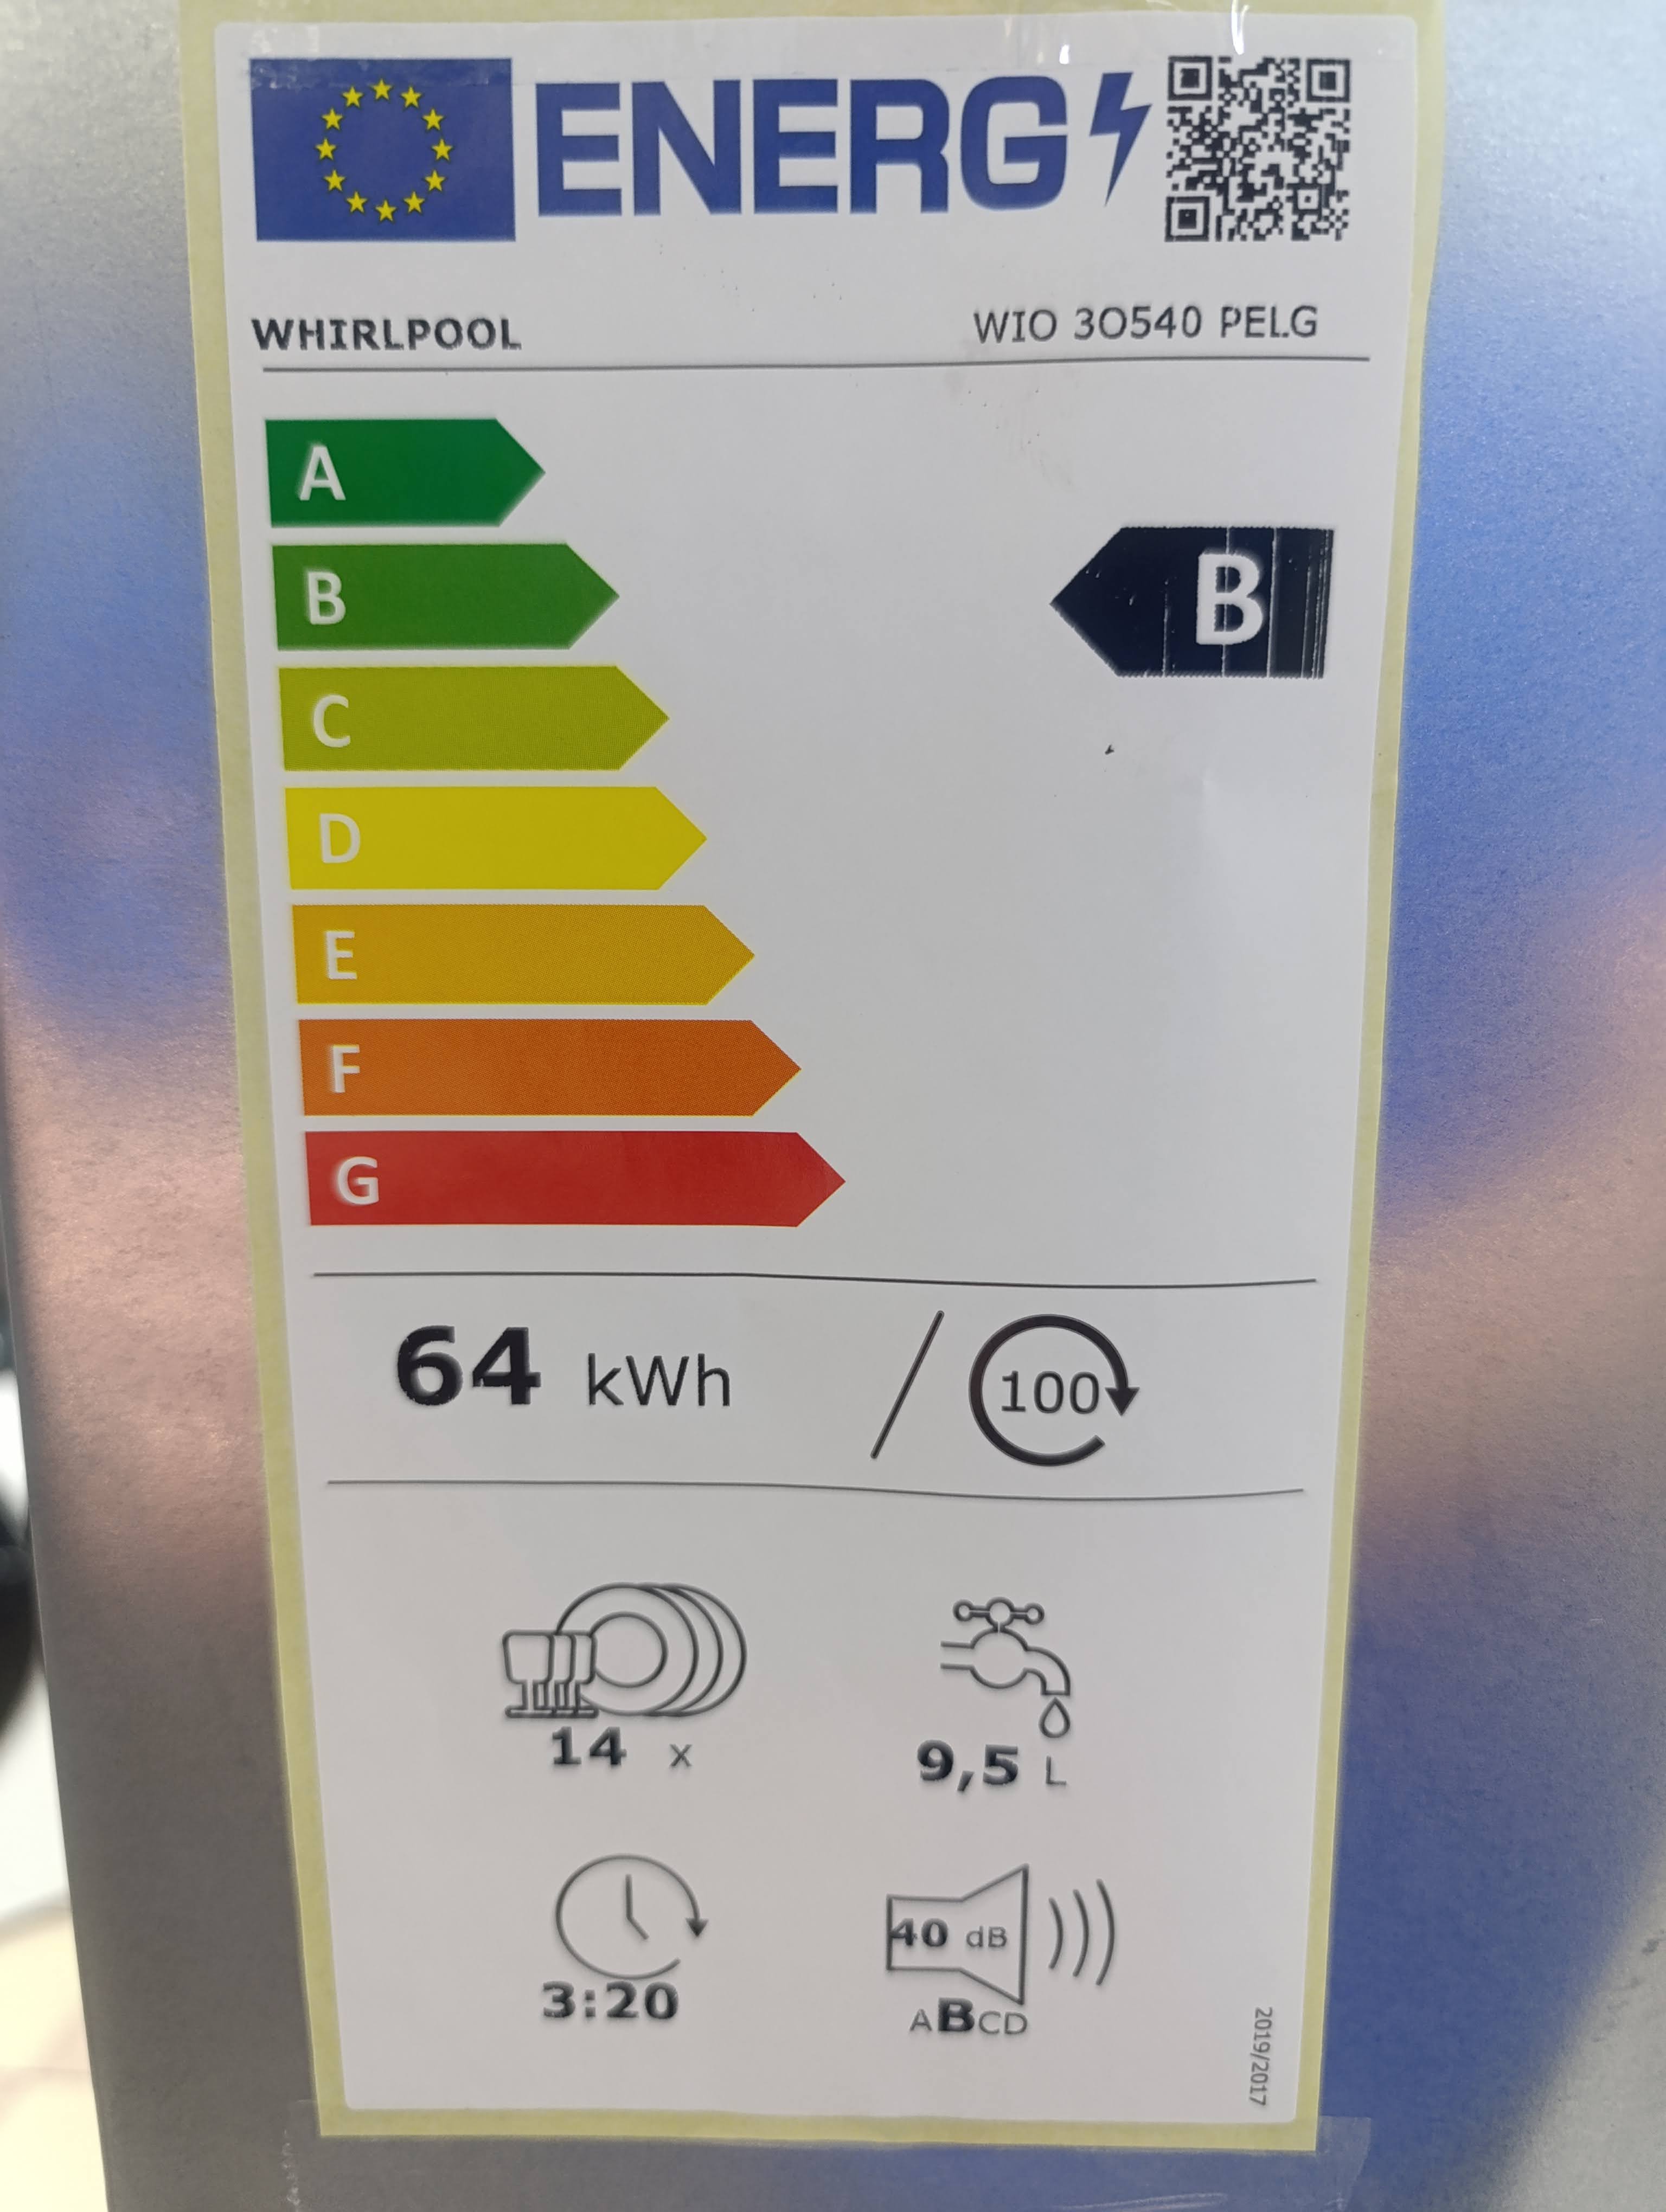 ENERG
WHIRLPOOL WIO 3O540 PELG
A
B
B
C
D
E
F
G
64 kWh / 100
14 x 9,5 L
3:20 40 dB
ABCD
2019/2017